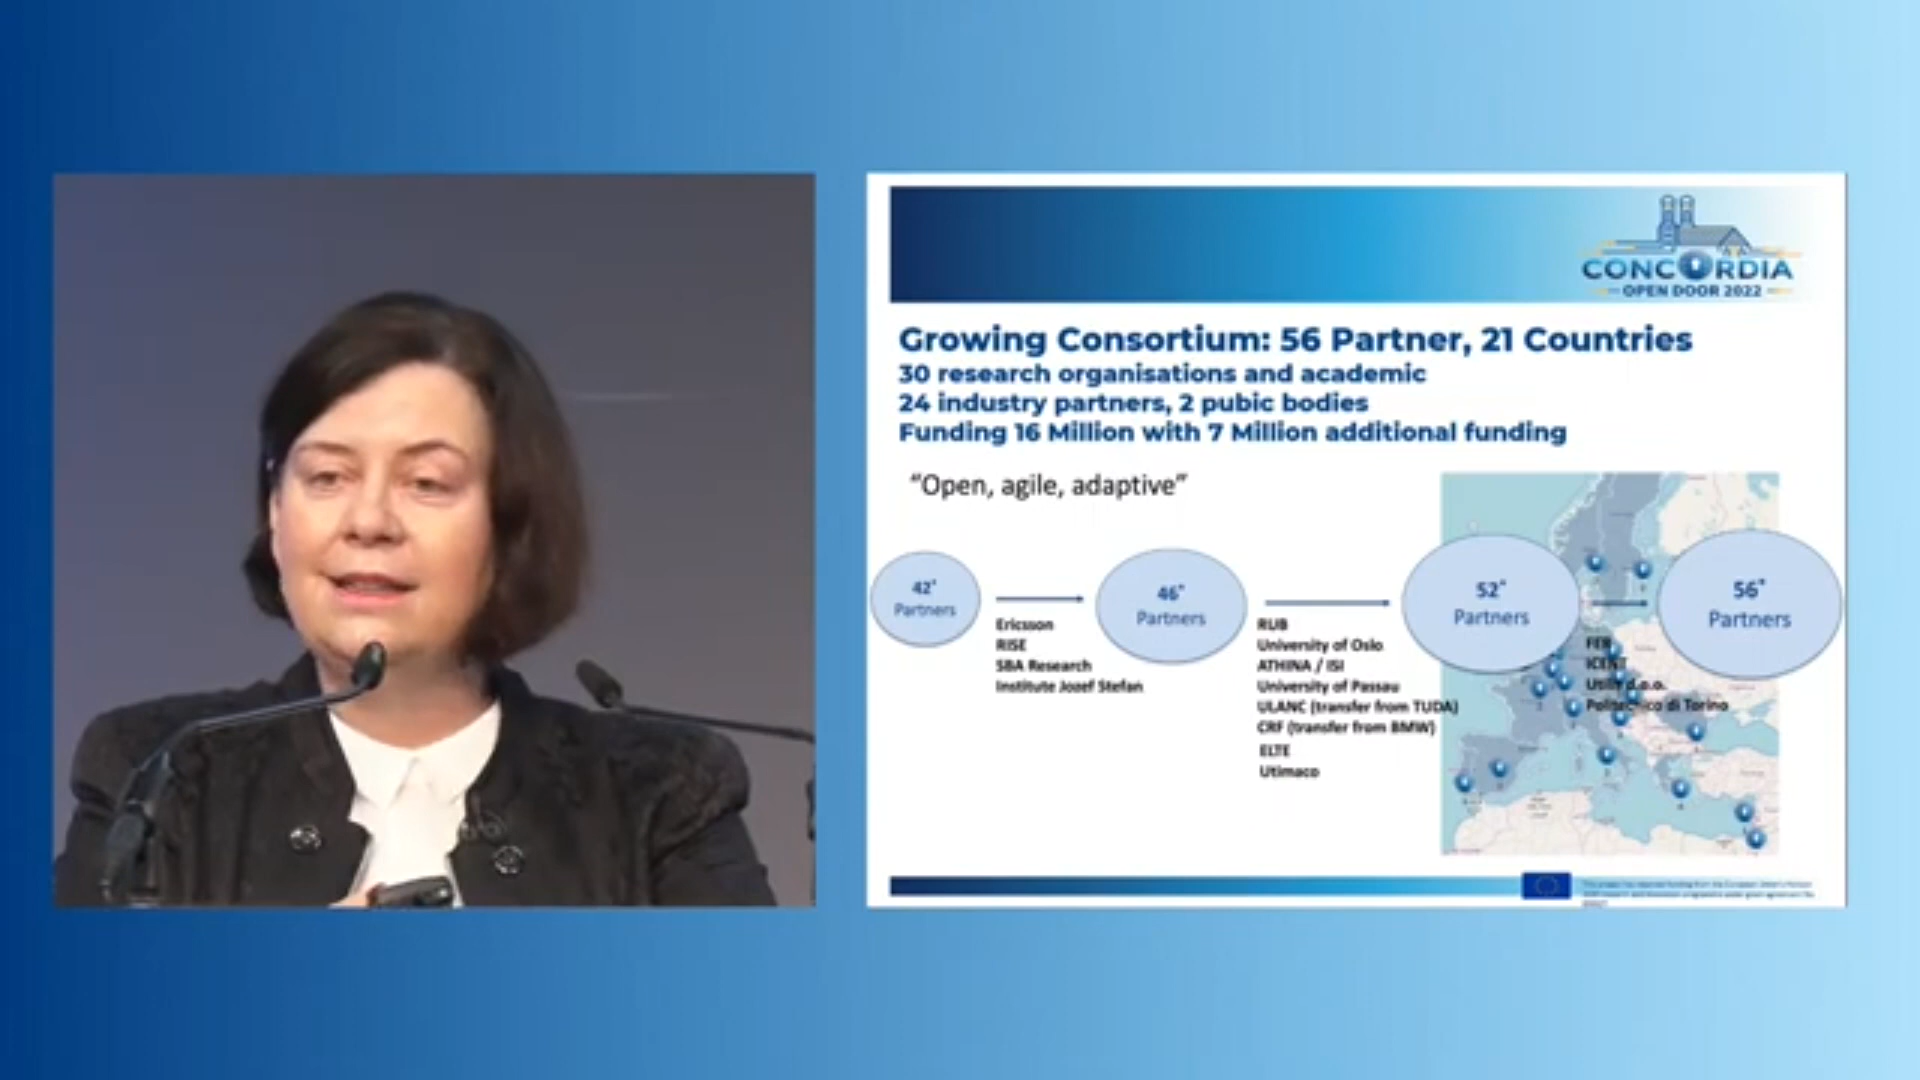 CONCORDIA
OPEN DOOR 2022
Growing Consortium: 56 Partner, 21 Countries
30 research organisations and academic
24 industry partners, 2 pubic bodies
Funding 16 Million with 7 Million additional funding
“Open, agile, adaptive”
42*
Partners
Ericsson
RISE
SBA Research
Institute Jozef Stefan
46*
Partners
RUB
University of Oslo
ATHINA / ISI
University of Passau
ULANC (transfer from TUDA)
CRF (transfer from BMW)
ELTE
Utimaco
52*
Partners
FER
ICENT
Utilis d.o.o.
Politecnico di Torino
56*
Partners